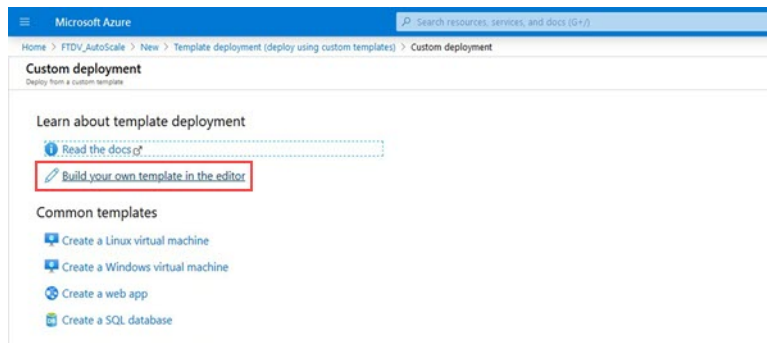 Microsoft Azure
Search resources, services, and docs (G+/)
Home > FTDV_AutoScale > New > Template deployment (deploy using custom templates) > Custom deployment
Custom deployment
Deploy from a custom template
Learn about template deployment
Read the docs
Build your own template in the editor
Common templates
Create a Linux virtual machine
Create a Windows virtual machine
Create a web app
Create a SQL database